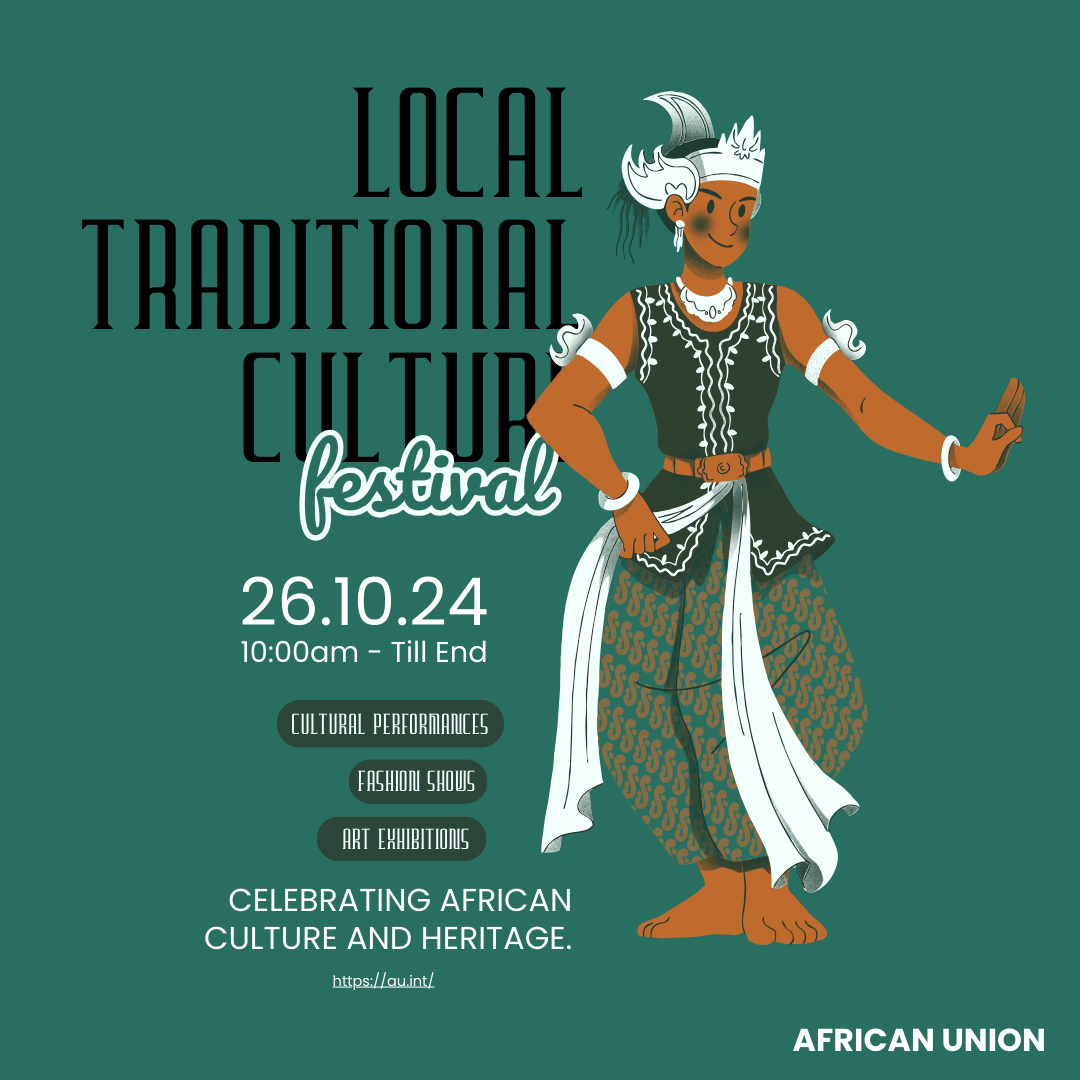 LOCAL
TRADITIONAL
CULTURE
festival
26.10.24
10:00am - Till End
CULTURAL PERFORMANCES
FASHION SHOWS
ART EXHIBITIONS
CELEBRATING AFRICAN
CULTURE AND HERITAGE.
https://au.int/
AFRICAN UNION